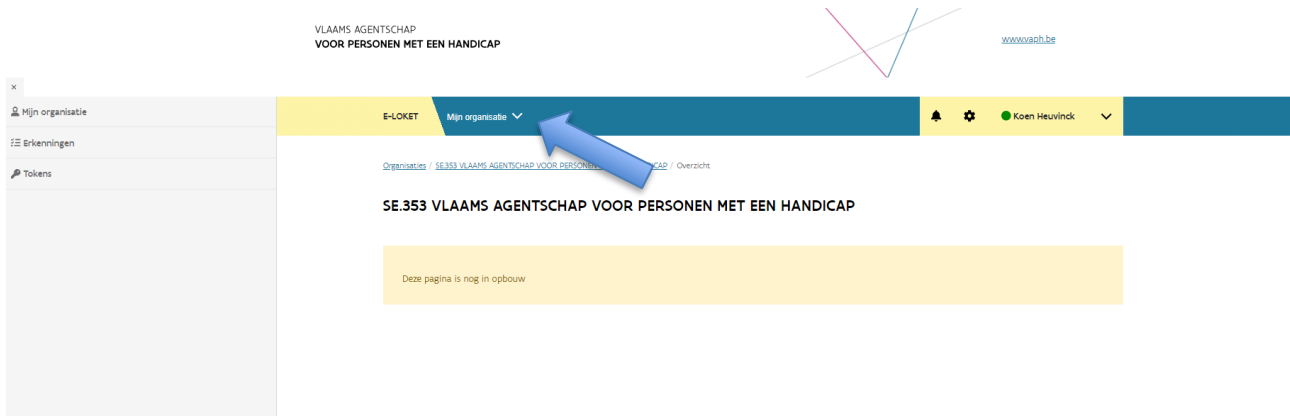 VLAAMS AGENTSCHAP
VOOR PERSONEN MET EEN HANDICAP
www.vaph.be
×
Mijn organisatie
Erkenningen
Tokens
E-LOKET Mijn organisatie Koen Heuvinck
Organisaties / SE.353 VLAAMS AGENTSCHAP VOOR PERSONEN / Overzicht
SE.353 VLAAMS AGENTSCHAP VOOR PERSONEN MET EEN HANDICAP
Deze pagina is nog in opbouw